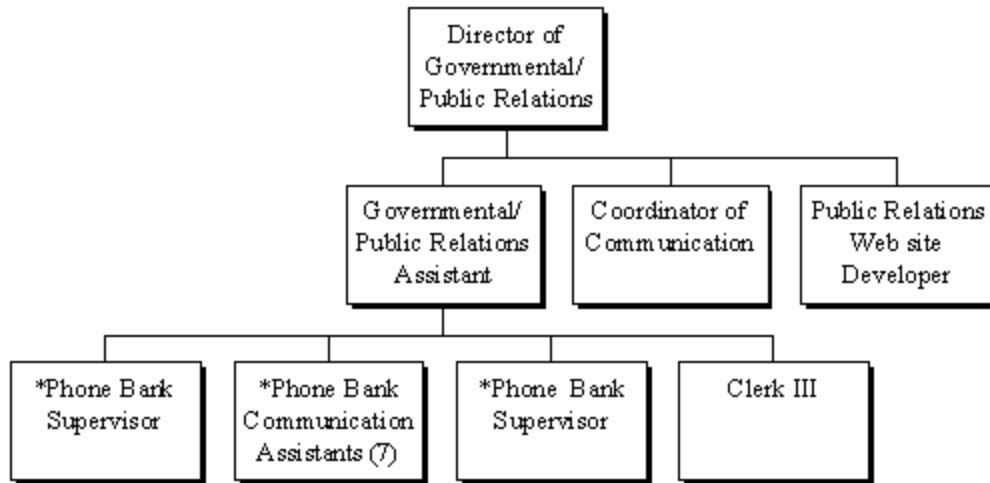 Director of
Governmental/
Public Relations
Governmental/
Public Relations
Assistant
Coordinator of
Communication
Public Relations
Web site
Developer
*Phone Bank
Supervisor
*Phone Bank
Communication
Assistants (7)
*Phone Bank
Supervisor
Clerk III